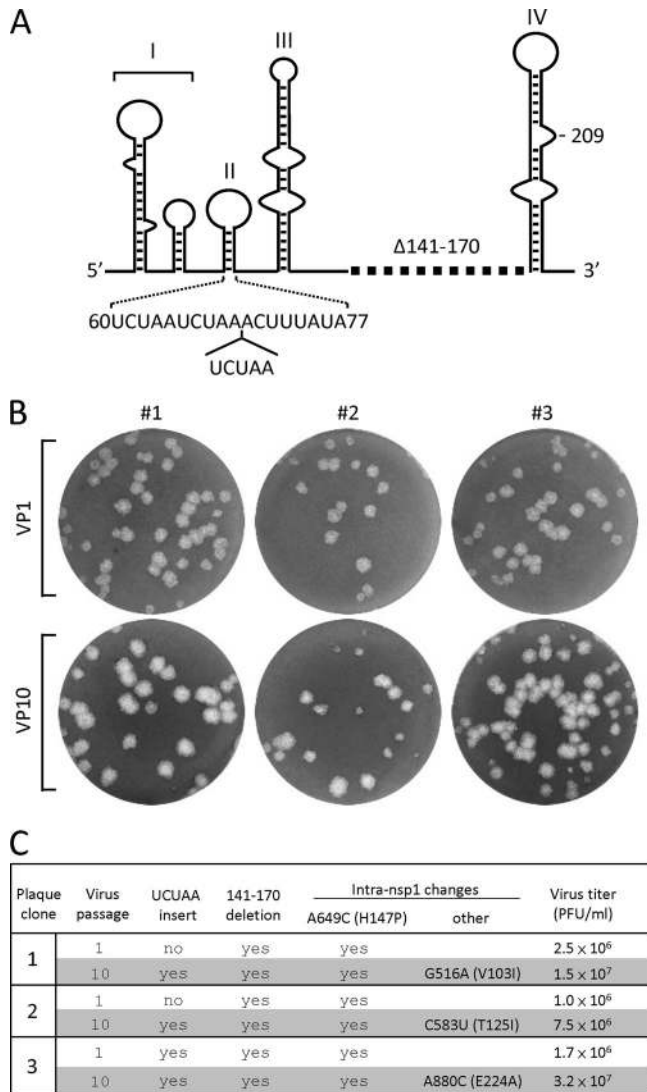 A
I
II
III
IV
- 209
Δ141-170
5’
3’
60UCUAAUCUAAACUUUAUA77
UCUAA
B
#1 #2 #3
VP1
VP10
C
Plaque clone Virus passage UCUAA insert 141-170 deletion Intra-nsp1 changes Virus titer (PFU/ml)
A649C (H147P) other
1 1 no yes yes 2.5 x 10⁶
10 yes yes yes G516A (V103I) 1.5 x 10⁷
2 1 no yes yes 1.0 x 10⁶
10 yes yes yes C583U (T125I) 7.5 x 10⁶
3 1 yes yes yes 1.7 x 10⁶
10 yes yes yes A880C (E224A) 3.2 x 10⁷